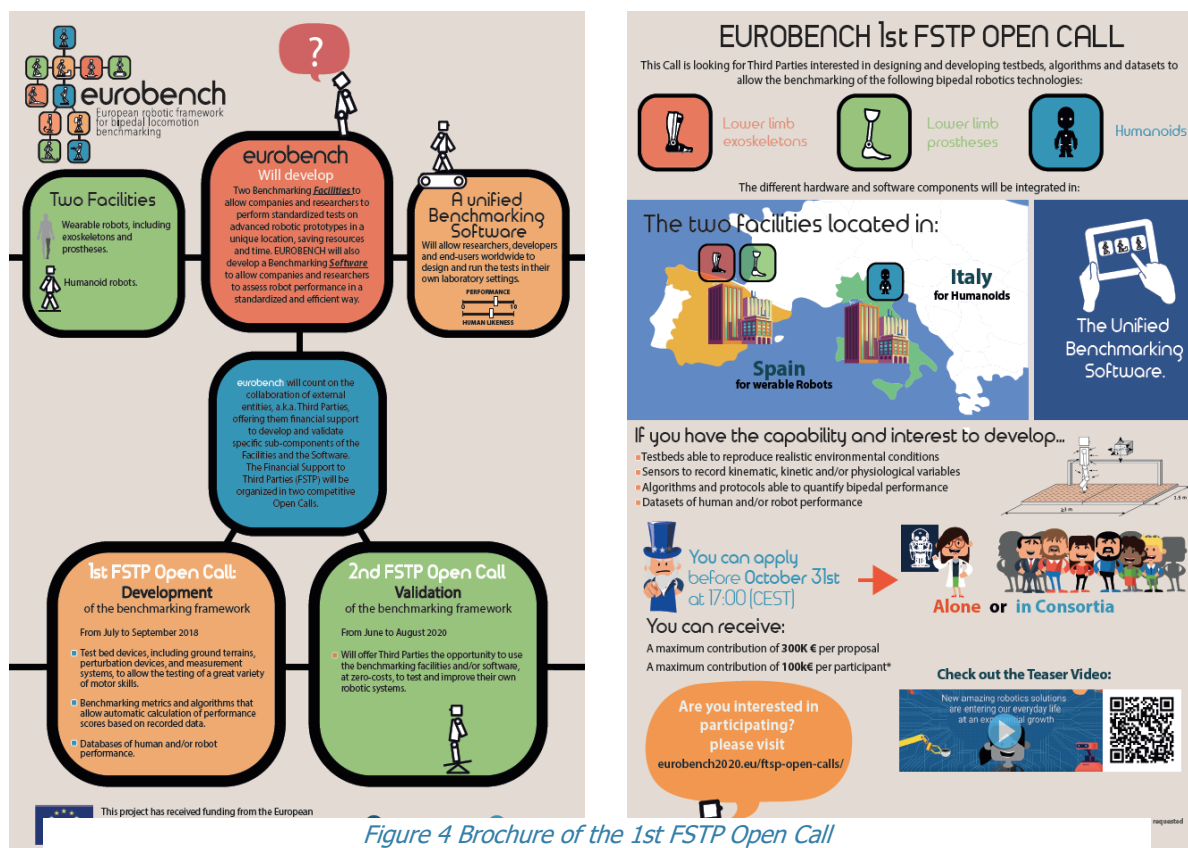 ?
eurobench
European robotic framework
for bipedal locomotion
benchmarking
eurobench
Will develop
Two Benchmarking Facilities to
allow companies and researchers to
perform standardized tests on
advanced robotic prototypes in a
unique location, saving resources
and time. EUROBENCH will also
develop a Benchmarking Software
to allow companies and researchers
to assess robot performance in a
standardized and efficient way.
Two Facilities
Wearable robots, including
exoskeletons and
prostheses.
Humanoid robots.
A unified
Benchmarking
Software
Will allow researchers, developers
and end-users worldwide to
design and run the tests in their
own laboratory settings.
PERFORMANCE
0 10
HUMAN LIKENESS
eurobench will count on the
collaboration of external
entities, a.k.a. Third Parties,
offering them financial support
to develop and validate
specific sub-components of the
Facilities and the Software.
The Financial Support to
Third Parties (FSTP) will be
organized in two competitive
Open Calls.
1st FSTP Open Call:
Development
of the benchmarking framework
From July to September 2018
Test bed devices, including ground terrains,
perturbation devices, and measurement
systems, to allow the testing of a great variety
of motor skills.
Benchmarking metrics and algorithms that
allow automatic calculation of performance
scores based on recorded data.
Databases of human and/or robot
performance.
2nd FSTP Open Call
Validation
of the benchmarking framework
From June to August 2020
Will offer Third Parties the opportunity to use
the benchmarking facilities and/or software,
at zero-costs, to test and improve their own
robotic systems.
This project has received funding from the European
EUROBENCH 1st FSTP OPEN CALL
This Call is looking for Third Parties interested in designing and developing testbeds, algorithms and datasets to
allow the benchmarking of the following bipedal robotics technologies:
Lower limb
exoskeletons
Lower limb
prostheses
Humanoids
The different hardware and software components will be integrated in:
The two facilities located in:
Italy
for Humanoids
Spain
for werable Robots
The Unified
Benchmarking
Software.
If you have the capability and interest to develop...
Testbeds able to reproduce realistic environmental conditions
Sensors to record kinematic, kinetic and/or physiological variables
Algorithms and protocols able to quantify bipedal performance
Datasets of human and/or robot performance
≥3 m
1.5 m
You can apply
before October 31st
at 17:00 (CEST)
Alone or in Consortia
You can receive:
A maximum contribution of 300K € per proposal
A maximum contribution of 100k€ per participant*
Check out the Teaser Video:
New amazing robotics solutions
are entering our everyday life
at an exponential growth
Are you interested in
participating?
please visit
eurobench2020.eu/ftsp-open-calls/
requested
Figure 4 Brochure of the 1st FSTP Open Call